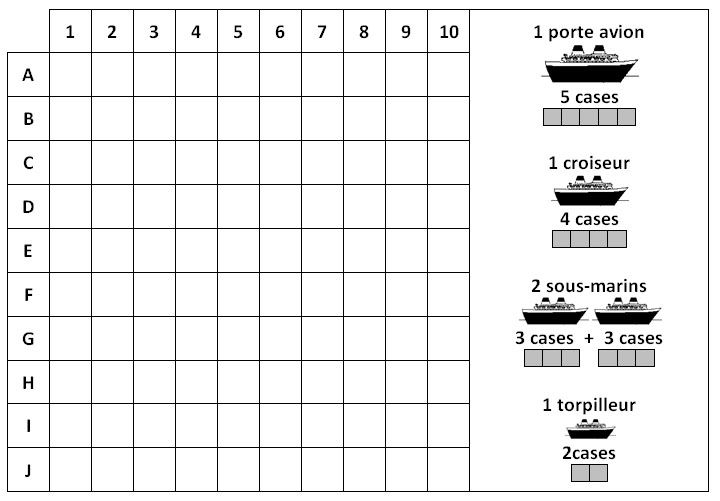 1 2 3 4 5 6 7 8 9 10
A
B
C
D
E
F
G
H
I
J
1 porte avion
5 cases
1 croiseur
4 cases
2 sous-marins
3 cases + 3 cases
1 torpilleur
2cases